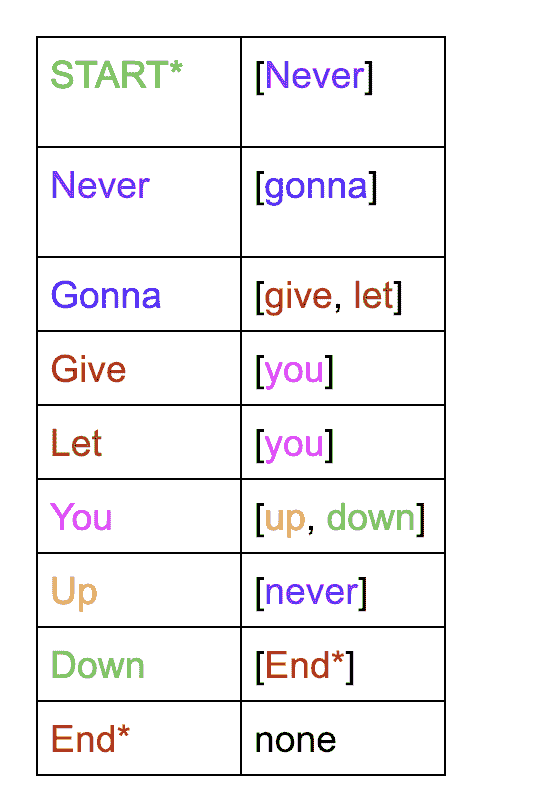 START* [Never]
Never [gonna]
Gonna [give, let]
Give [you]
Let [you]
You [up, down]
Up [never]
Down [End*]
End* none